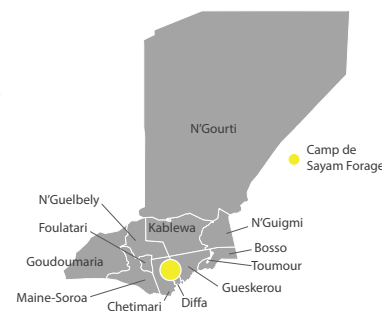 N'Gourti
Camp de
Sayam Forage
N'Guelbely
Foulatari
Kablewa
N'Guigmi
Goudoumaria
Bosso
Toumour
Gueskerou
Maine-Soroa
Chetimari
Diffa